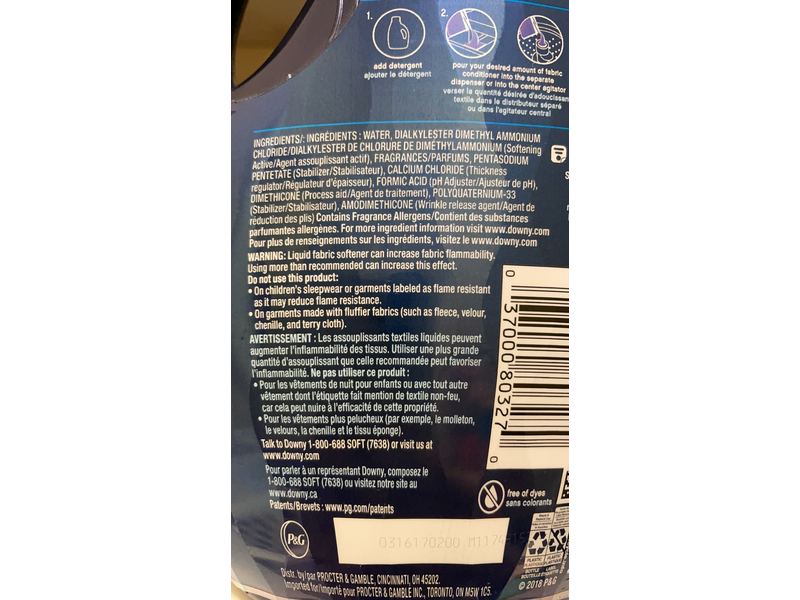 1.
add detergent
ajouter le détergent
2.
pour your desired amount of fabric
conditioner into the separate
dispenser or into the center agitator
verser la quantité désirée d'adoucissant
textile dans le distributeur séparé
ou dans l'agitateur central
INGREDIENTS/: INGRÉDIENTS : WATER, DIALKYLESTER DIMETHYL AMMONIUM
CHLORIDE/DIALKYLESTER DE CHLORURE DE DIMÉTHYLAMMONIUM (Softening
Active/Agent assouplissant actif), FRAGRANCES/PARFUMS, PENTASODIUM
PENTETATE (Stabilizer/Stabilisateur), CALCIUM CHLORIDE (Thickness
regulator/Régulateur d'épaisseur), FORMIC ACID (pH Adjuster/Ajusteur de pH),
DIMETHICONE (Process aid/Agent de traitement), POLYQUATERNIUM-33
(Stabilizer/Stabilisateur), AMODIMETHICONE (Wrinkle release agent/Agent de
réduction des plis) Contains Fragrance Allergens/Contient des substances
parfumantes allergènes. For more ingredient information visit www.downy.com
Pour plus de renseignements sur les ingrédients, visitez le www.downy.com
WARNING: Liquid fabric softener can increase fabric flammability.
Using more than recommended can increase this effect.
Do not use this product:
• On children's sleepwear or garments labeled as flame resistant
as it may reduce flame resistance.
• On garments made with fluffier fabrics (such as fleece, velour,
chenille, and terry cloth).
AVERTISSEMENT : Les assouplissants textiles liquides peuvent
augmenter l'inflammabilité des tissus. Utiliser une plus grande
quantité d'assouplissant que celle recommandée peut favoriser
l'inflammabilité. Ne pas utiliser ce produit :
• Pour les vêtements de nuit pour enfants ou avec tout autre
vêtement dont l'étiquette fait mention de textile non-feu,
car cela peut nuire à l'efficacité de cette propriété.
• Pour les vêtements plus pelucheux (par exemple, le molleton,
le velours, la chenille et le tissu éponge).
Talk to Downy 1-800-688 SOFT (7638) or visit us at
www.downy.com
Pour parler à un représentant Downy, composez le
1-800-688 SOFT (7638) ou visitez notre site au
www.downy.ca
Patents/Brevets : www.pg.com/patents
0 37000 80327 0
free of dyes
sans colorants
P&G
0316170200 M1174
Distr. by/par PROCTER & GAMBLE, CINCINNATI, OH 45202.
Imported for/Importé pour PROCTER & GAMBLE INC., TORONTO, ON M5W 1C5.
PLASTIC
BOTTLE
LABEL
© 2018 P&G